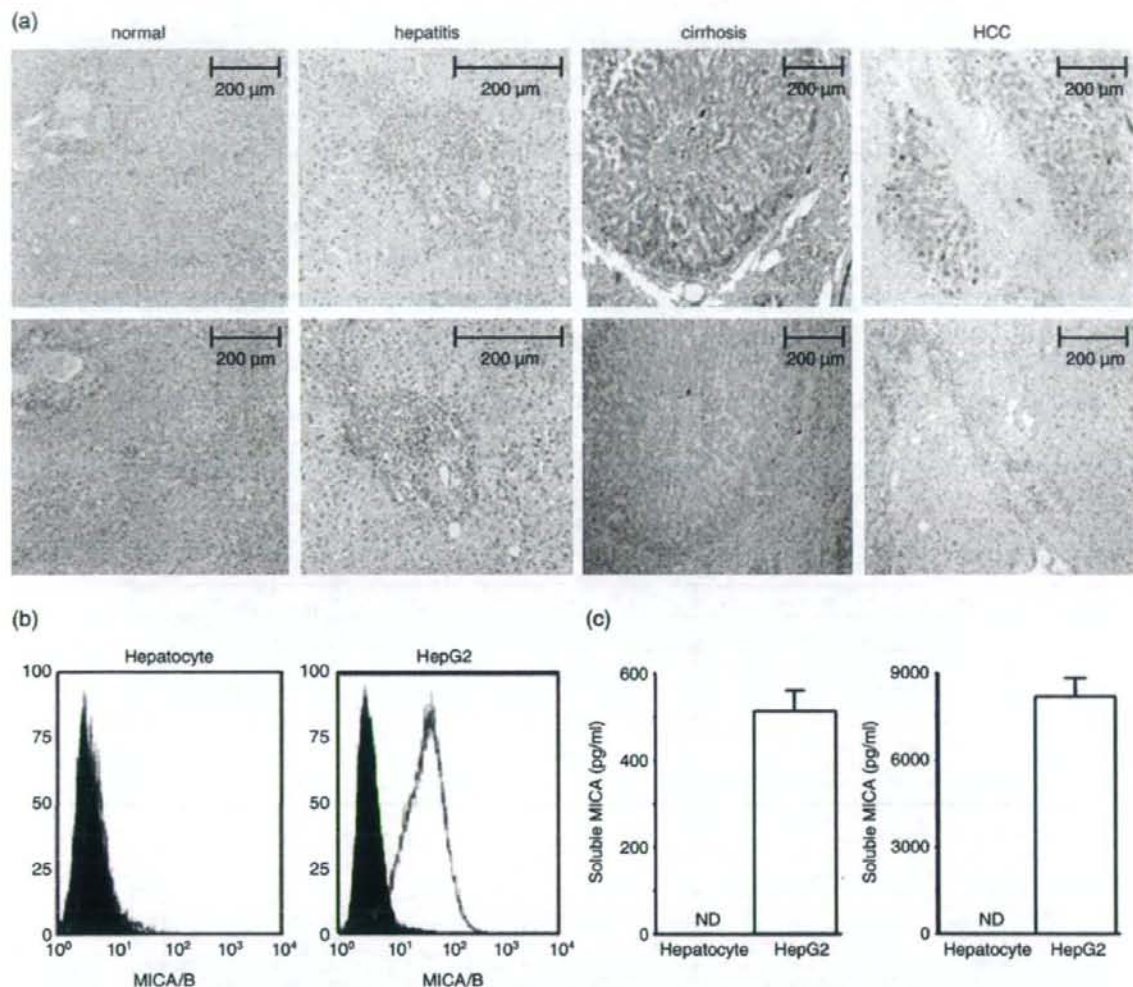 (a)
normal hepatitis cirrhosis HCC
200 µm 200 µm 200 µm 200 µm
200 µm 200 µm 200 µm 200 µm
(b) (c)
Hepatocyte HepG2
100
75
50
25
0
10⁰ 10¹ 10² 10³ 10⁴
MICA/B
100
75
50
25
0
10⁰ 10¹ 10² 10³ 10⁴
MICA/B
Soluble MICA (pg/ml)
600
400
200
0
ND
Hepatocyte HepG2
Soluble MICA (pg/ml)
9000
6000
3000
0
ND
Hepatocyte HepG2